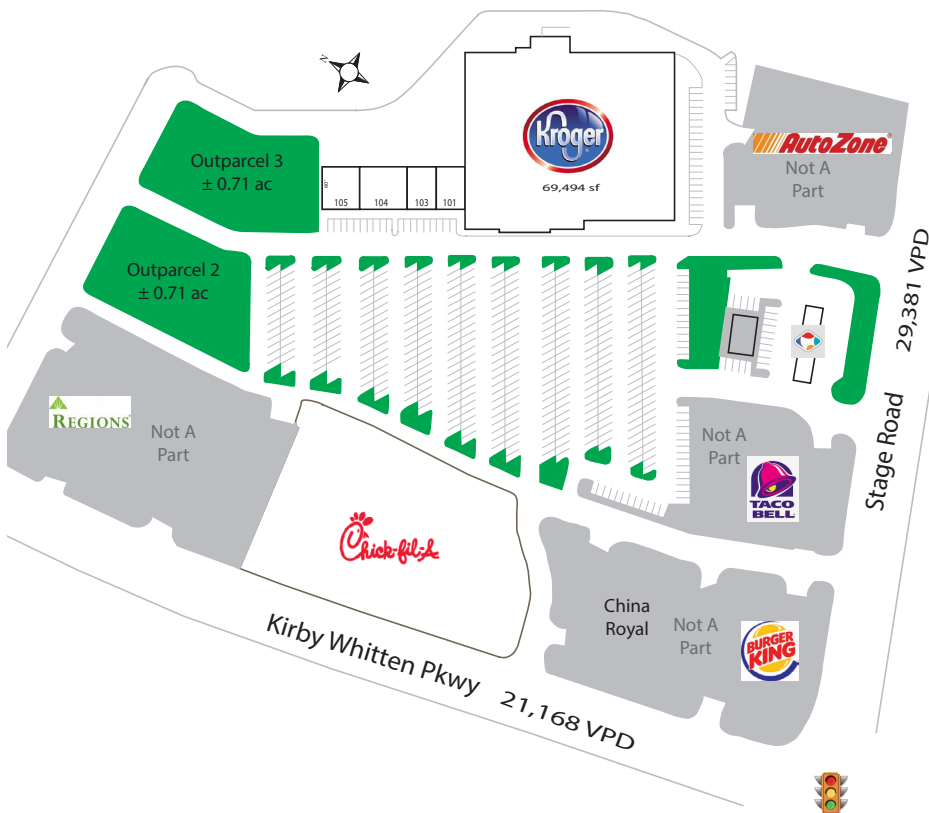 N
Kroger
69,494 sf
AutoZone
Not A
Part
Outparcel 3
± 0.71 ac
105
104
103
101
Outparcel 2
± 0.71 ac
29,381 VPD
Stage Road
REGIONS
Not A
Part
Not A
Part
TACO
BELL
Chick-fil-A
China
Royal
Not A
Part
BURGER
KING
Kirby Whitten Pkwy
21,168 VPD